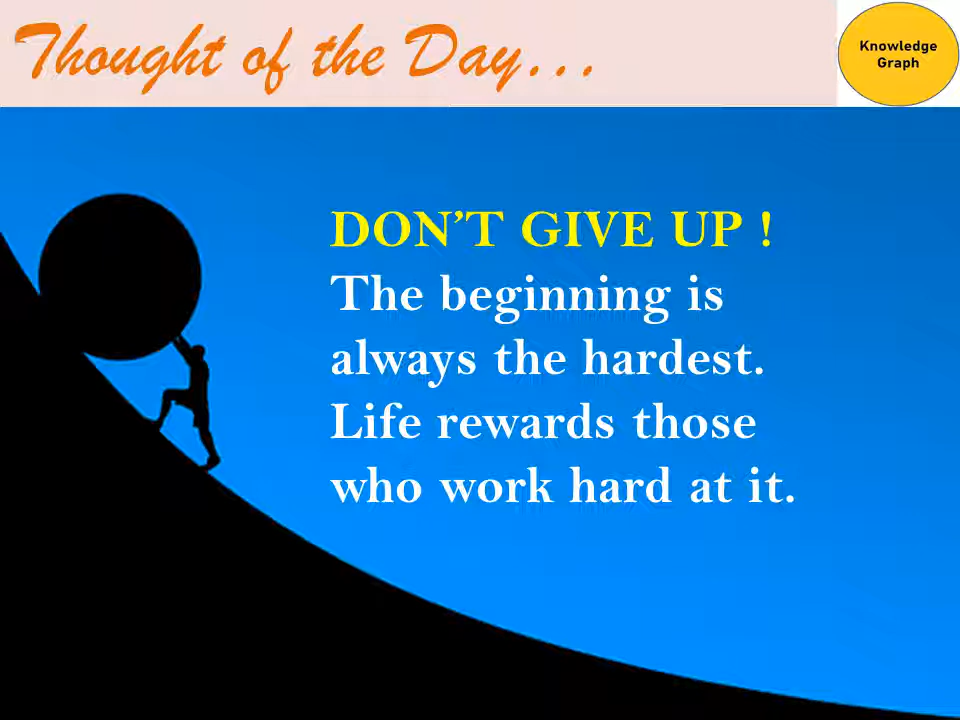 Thought of the Day...
Knowledge
Graph
DON’T GIVE UP !
The beginning is
always the hardest.
Life rewards those
who work hard at it.